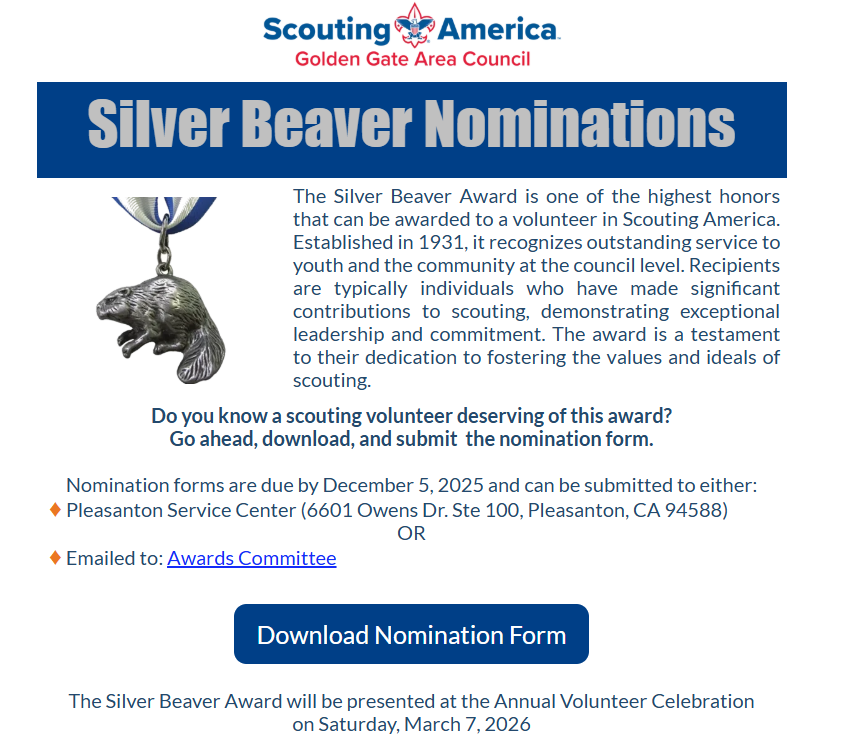 Scouting America
Golden Gate Area Council
Silver Beaver Nominations
The Silver Beaver Award is one of the highest honors
that can be awarded to a volunteer in Scouting America.
Established in 1931, it recognizes outstanding service to
youth and the community at the council level. Recipients
are typically individuals who have made significant
contributions to scouting, demonstrating exceptional
leadership and commitment. The award is a testament
to their dedication to fostering the values and ideals of
scouting.
Do you know a scouting volunteer deserving of this award?
Go ahead, download, and submit  the nomination form.
Nomination forms are due by December 5, 2025 and can be submitted to either:
♦ Pleasanton Service Center (6601 Owens Dr. Ste 100, Pleasanton, CA 94588)
OR
♦ Emailed to: Awards Committee
Download Nomination Form
The Silver Beaver Award will be presented at the Annual Volunteer Celebration
on Saturday, March 7, 2026